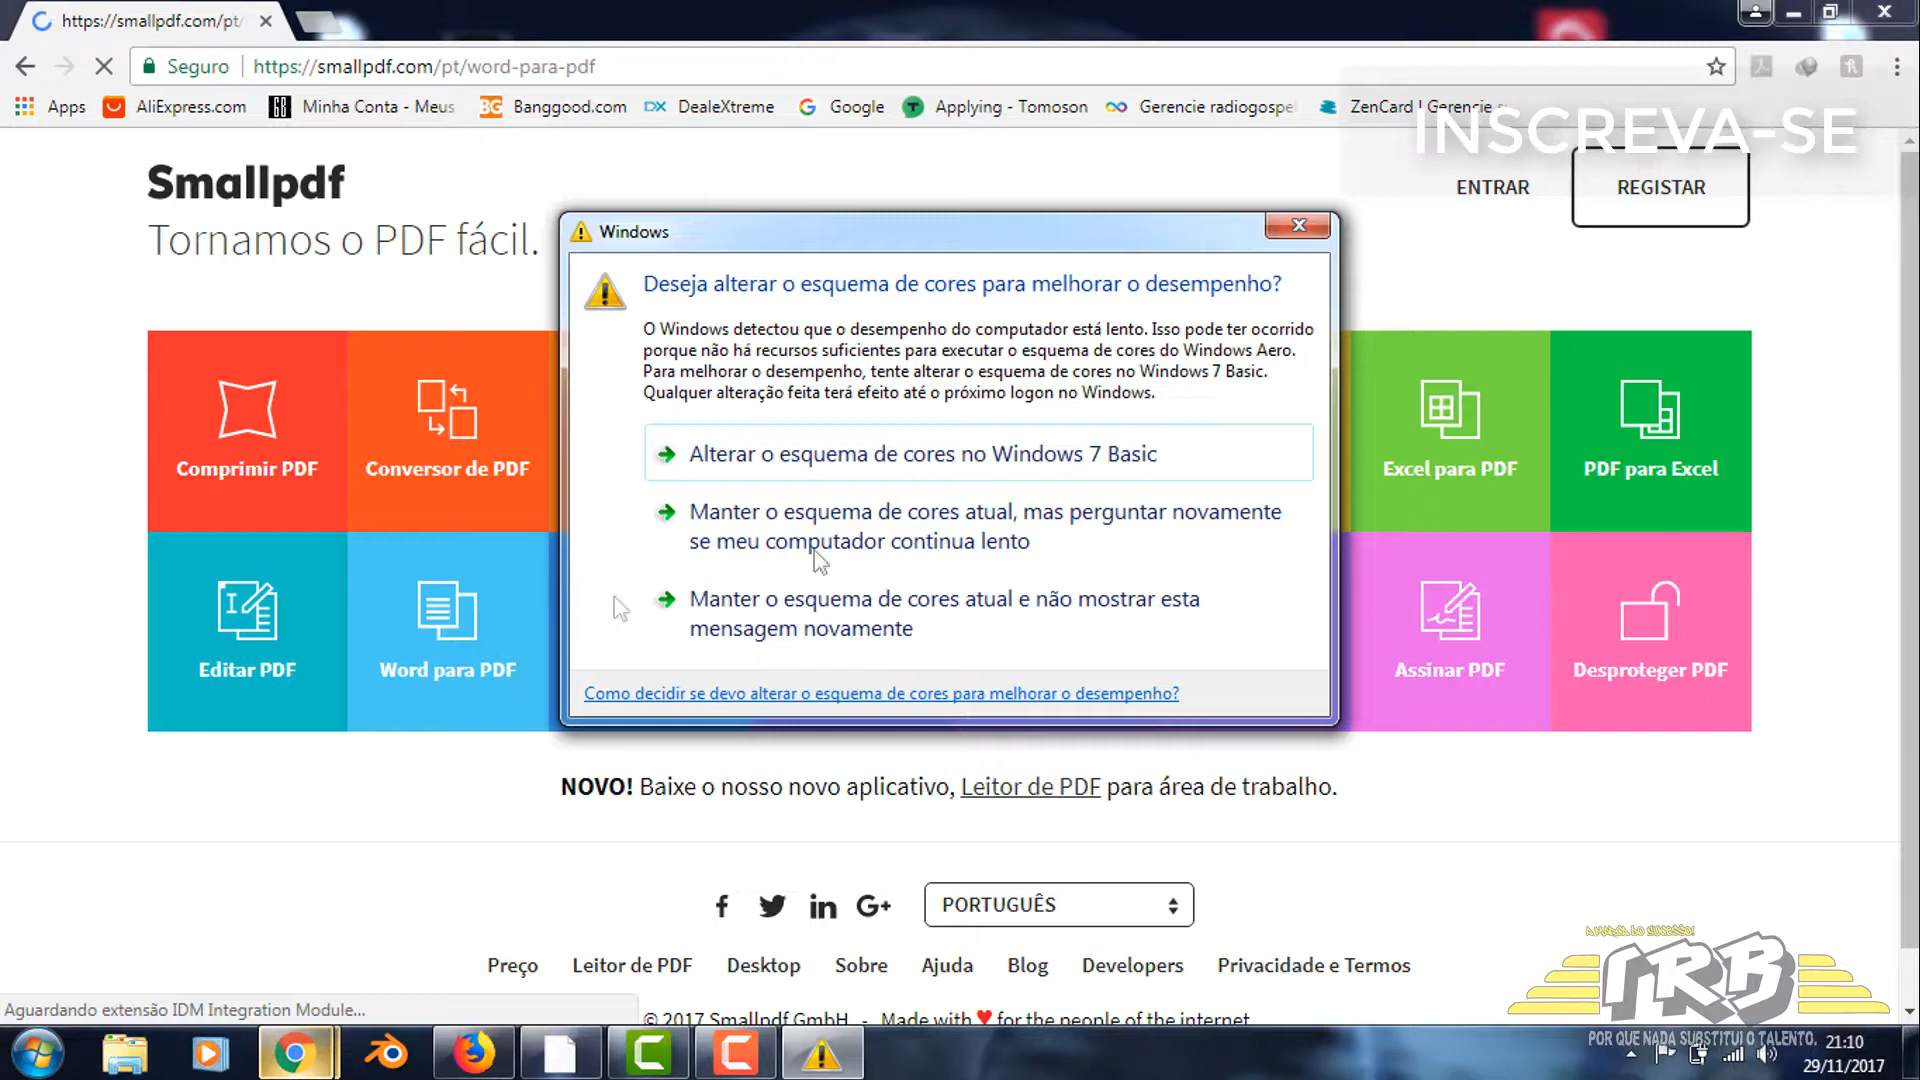 https://smallpdf.com/pt/
Seguro
https://smallpdf.com/pt/word-para-pdf
Apps
AliExpress.com
Minha Conta - Meus
Banggood.com
DealeXtreme
Google
Applying - Tomoson
Gerencie radiogospel
ZenCard | Gerencie
INSCREVA-SE
Smallpdf
Tornamos o PDF fácil.
ENTRAR
REGISTAR
Windows
Deseja alterar o esquema de cores para melhorar o desempenho?
O Windows detectou que o desempenho do computador está lento. Isso pode ter ocorrido
porque não há recursos suficientes para executar o esquema de cores do Windows Aero.
Para melhorar o desempenho, tente alterar o esquema de cores no Windows 7 Basic.
Qualquer alteração feita terá efeito até o próximo logon no Windows.
Alterar o esquema de cores no Windows 7 Basic
Manter o esquema de cores atual, mas perguntar novamente
se meu computador continua lento
Manter o esquema de cores atual e não mostrar esta
mensagem novamente
Como decidir se devo alterar o esquema de cores para melhorar o desempenho?
Comprimir PDF
Conversor de PDF
Excel para PDF
PDF para Excel
Editar PDF
Word para PDF
Assinar PDF
Desproteger PDF
NOVO! Baixe o nosso novo aplicativo, Leitor de PDF para área de trabalho.
G+
PORTUGUÊS
Preço
Leitor de PDF
Desktop
Sobre
Ajuda
Blog
Developers
Privacidade e Termos
© 2017 Smallpdf GmbH - Made with ♥ for the people of the internet
Aguardando extensão IDM Integration Module...
A MARCA DO SUCESSO!
TRB
POR QUE NADA SUBSTITUI O TALENTO.
21:10
29/11/2017